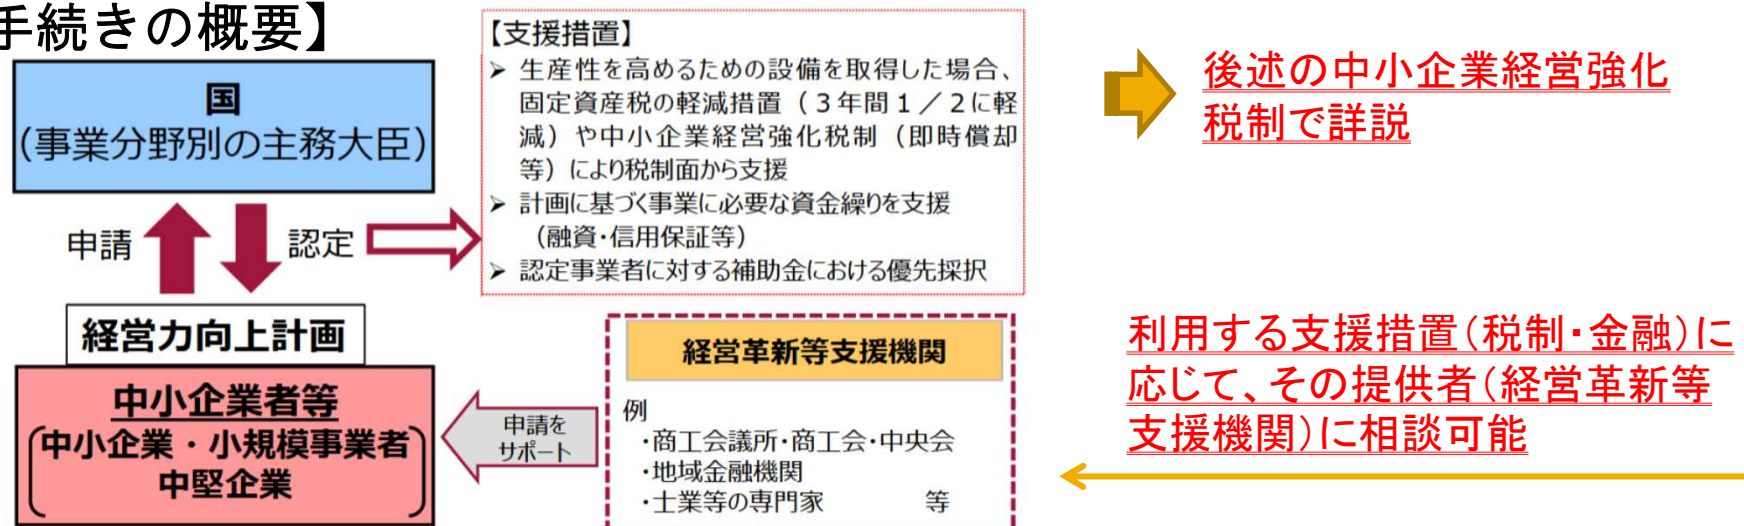 手続きの概要】
国
(事業分野別の主務大臣)
申請
認定
経営力向上計画
中小企業者等
中小企業・小規模事業者
中堅企業
【支援措置】
➢ 生産性を高めるための設備を取得した場合、
固定資産税の軽減措置(3年間1/2に軽
減)や中小企業経営強化税制(即時償却
等)により税制面から支援
➢ 計画に基づく事業に必要な資金繰りを支援
(融資・信用保証等)
➢ 認定事業者に対する補助金における優先採択
申請を
サポート
経営革新等支援機関
例
・商工会議所・商工会・中央会
・地域金融機関
・士業等の専門家 等
後述の中小企業経営強化
税制で詳説
利用する支援措置(税制・金融)に
応じて、その提供者(経営革新等
支援機関)に相談可能